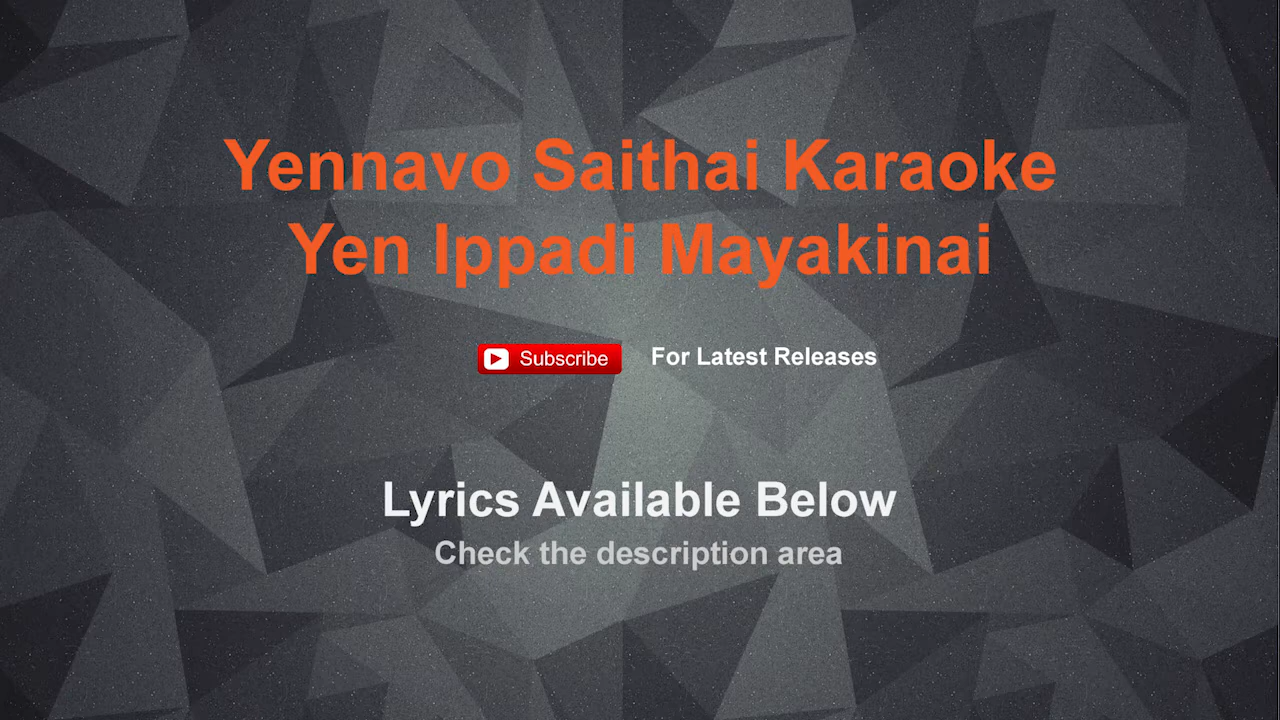 Yennavo Saithai Karaoke
Yen Ippadi Mayakinai
Subscribe For Latest Releases
Lyrics Available Below
Check the description area